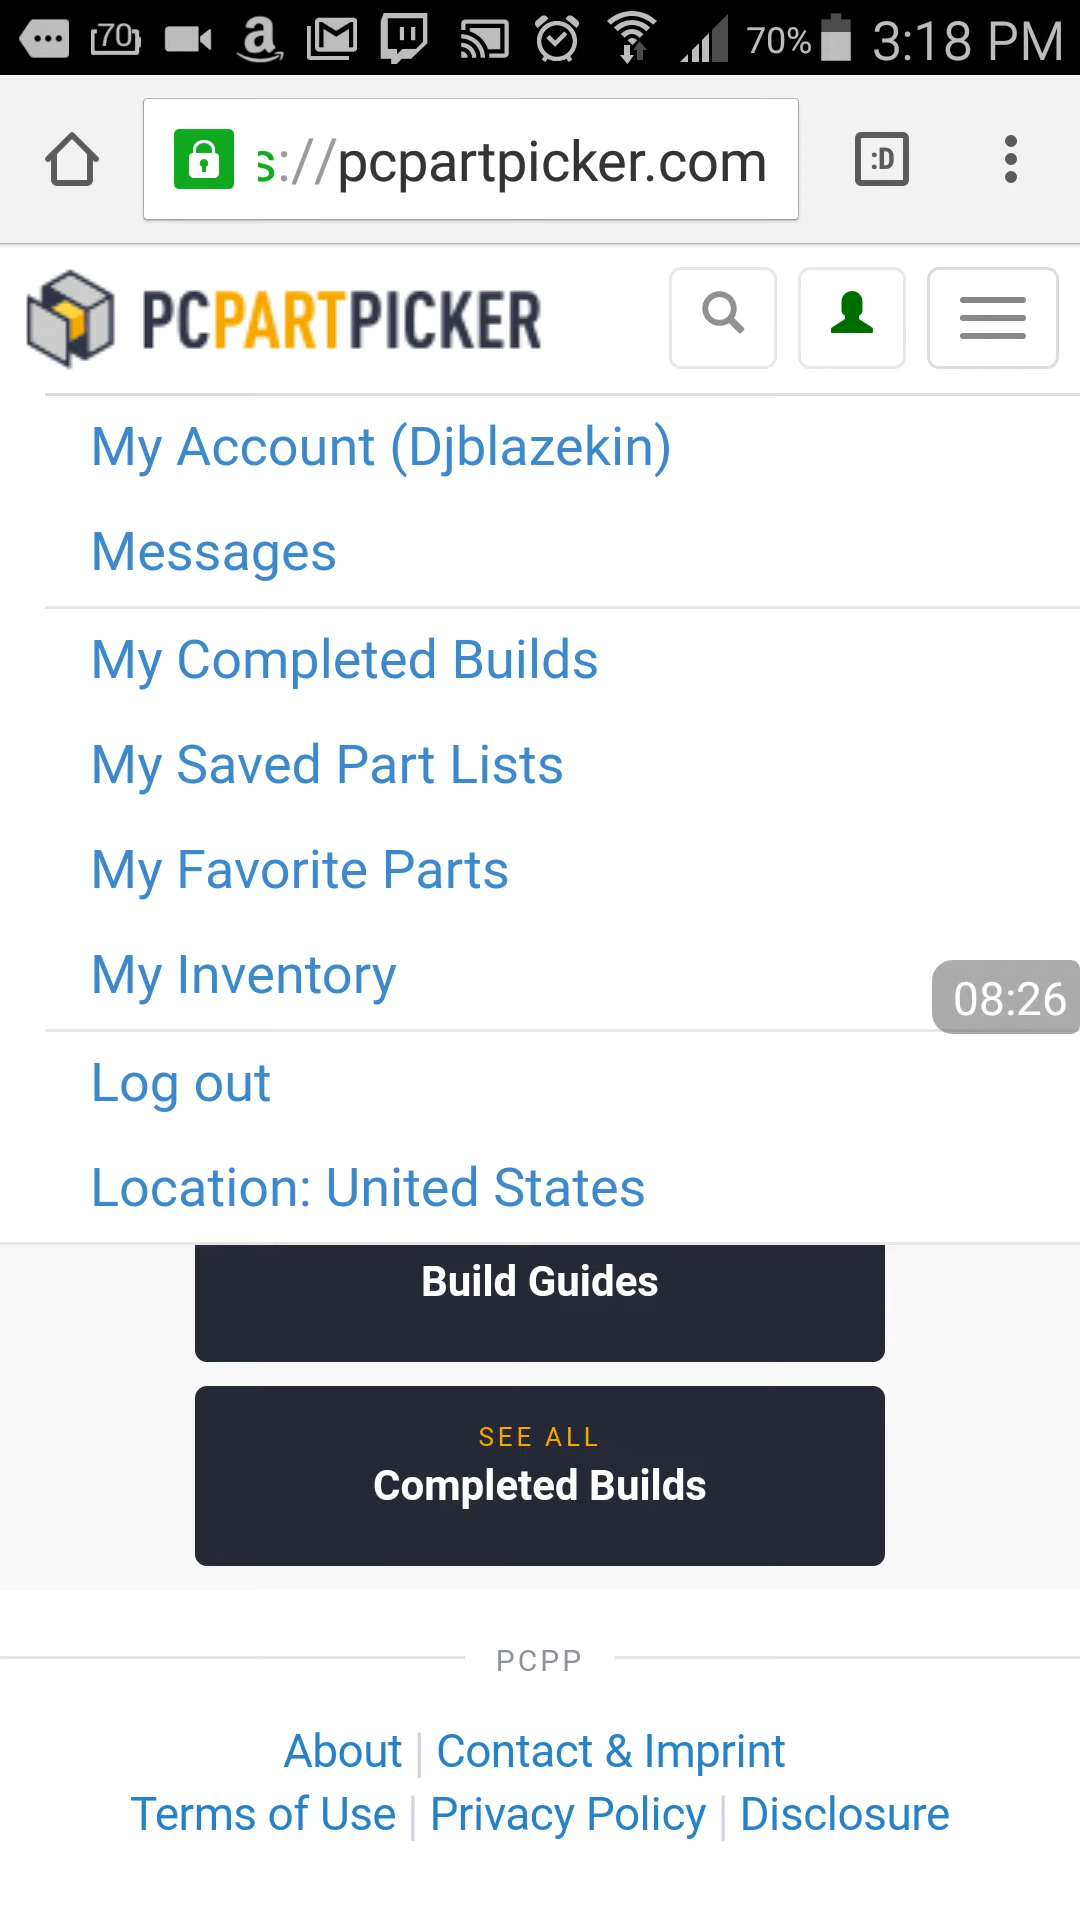 70 70% 3:18 PM
s://pcpartpicker.com :D
PCPARTPICKER
My Account (Djblazekin)
Messages
My Completed Builds
My Saved Part Lists
My Favorite Parts
My Inventory
08:26
Log out
Location: United States
Build Guides
SEE ALL
Completed Builds
PCPP
About | Contact & Imprint
Terms of Use | Privacy Policy | Disclosure